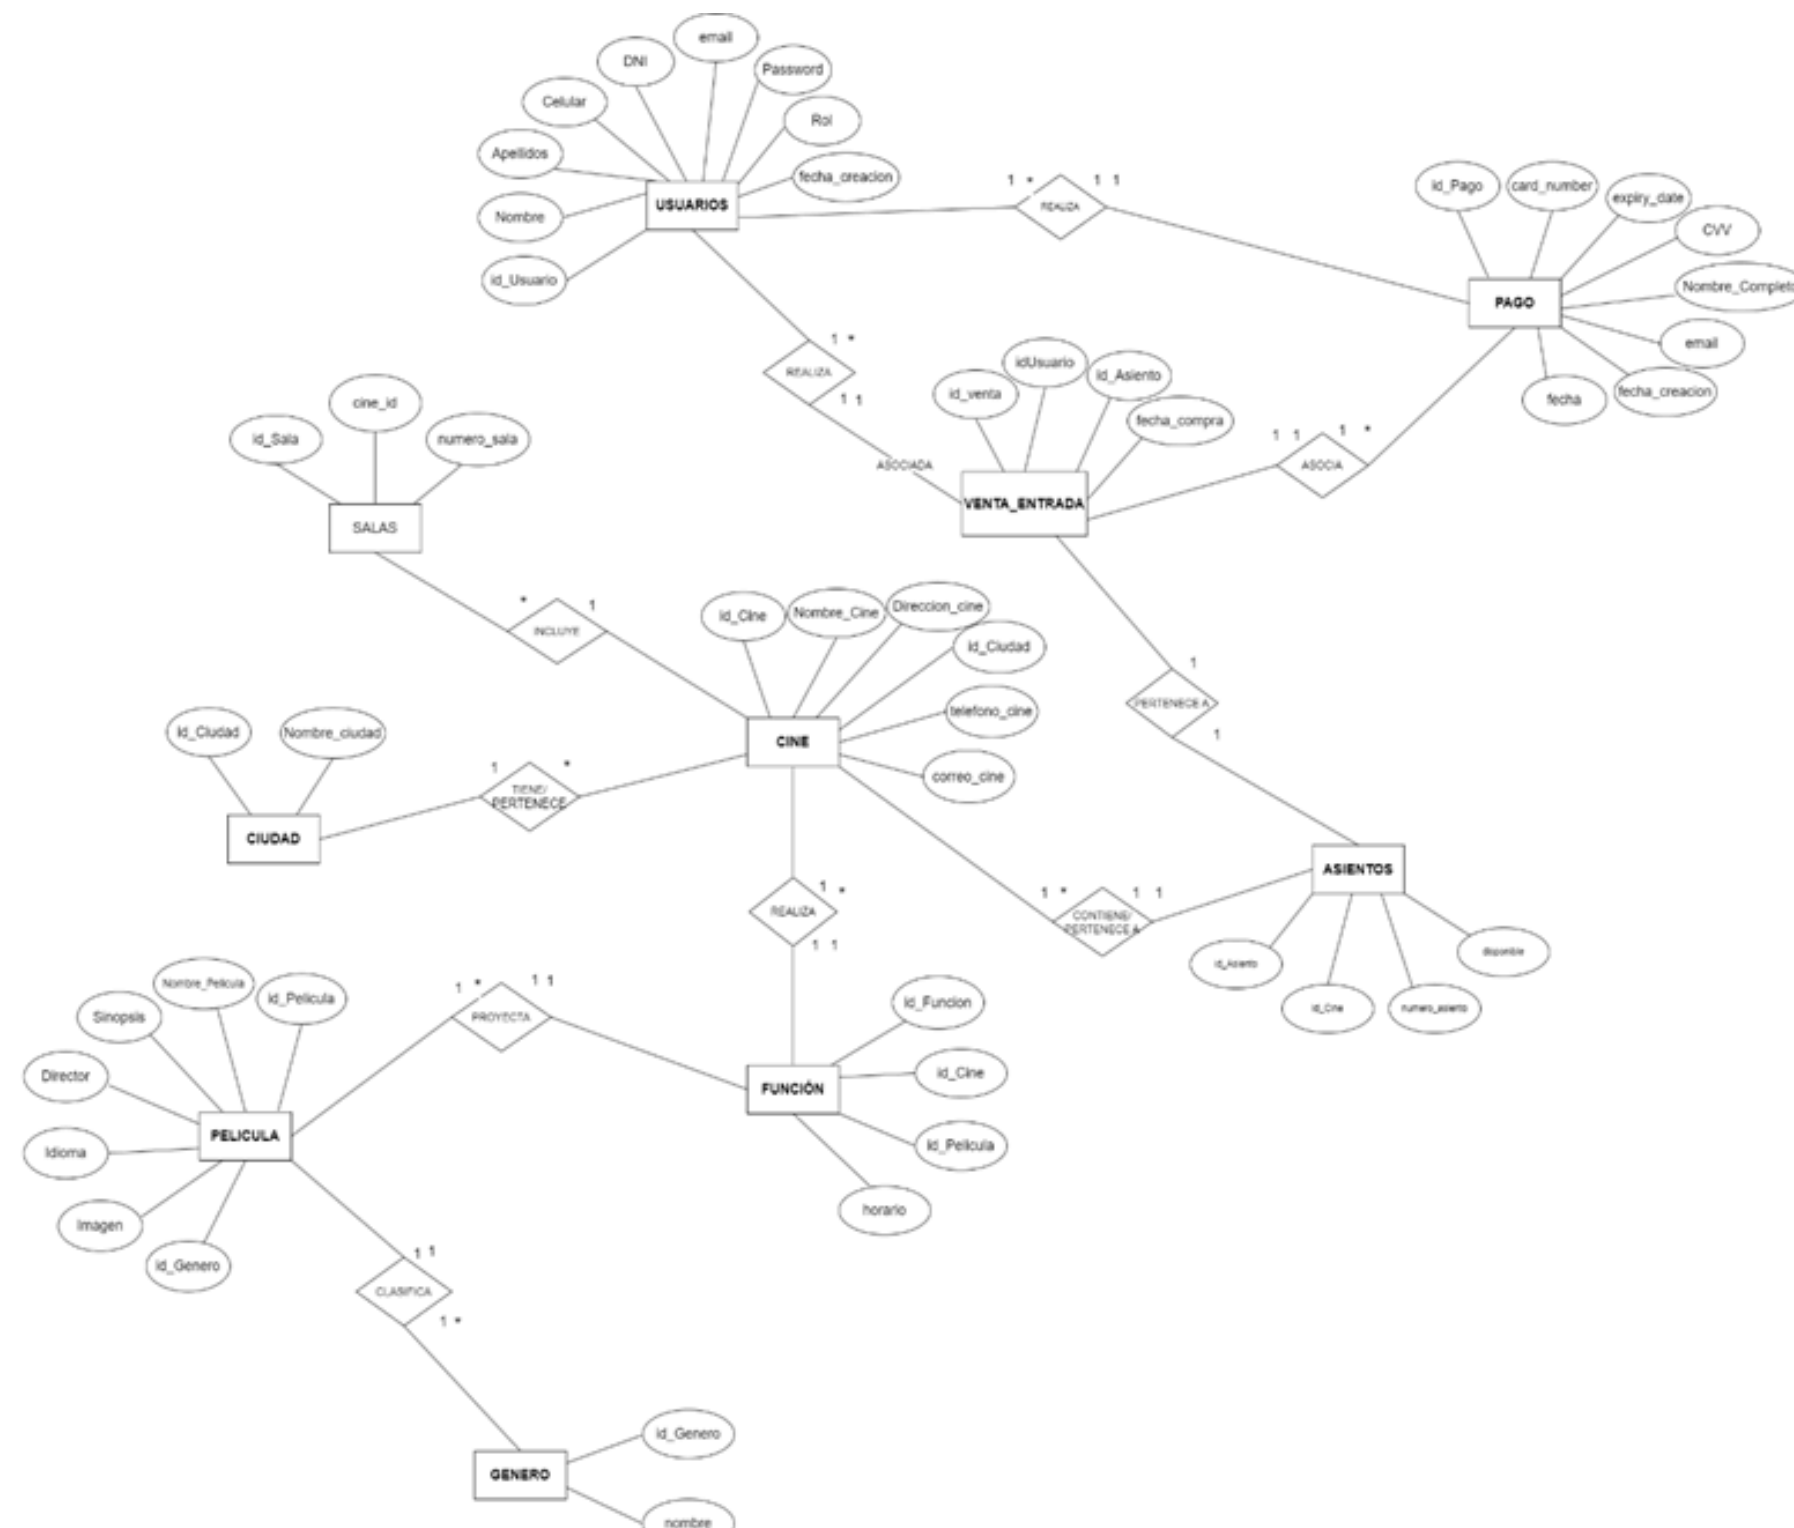 email
DNI
Password
Celular
Rol
Apellidos
fecha_creacion
USUARIOS
Nombre
id_Usuario
1 * 1 1
REALIZA
id_Pago
card_number
expiry_date
CVV
Nombre_Completo
PAGO
email
fecha_creacion
fecha
1 *
REALIZA
1 1
ASOCIADA
id_venta
idUsuario
id_Asiento
fecha_compra
VENTA_ENTRADA
1 1 1 *
ASOCIA
id_Sala
cine_id
numero_sala
SALAS
* 1
INCLUYE
id_Cine
Nombre_Cine
Direccion_cine
id_Ciudad
telefono_cine
correo_cine
CINE
1
PERTENECE A
1
id_Ciudad
Nombre_ciudad
CIUDAD
1 *
TIENE/
PERTENECE
ASIENTOS
1 * 1 1
CONTIENE/
PERTENECE A
id_Asiento
id_Cine
numero_asiento
disponible
1 *
REALIZA
1 1
id_Pelicula
Nombre_Pelicula
Sinopsis
Director
Idioma
Imagen
id_Genero
PELICULA
1 * 1 1
PROYECTA
FUNCIÓN
id_Funcion
id_Cine
id_Pelicula
horario
1 1
CLASIFICA
1 *
GENERO
id_Genero
nombre